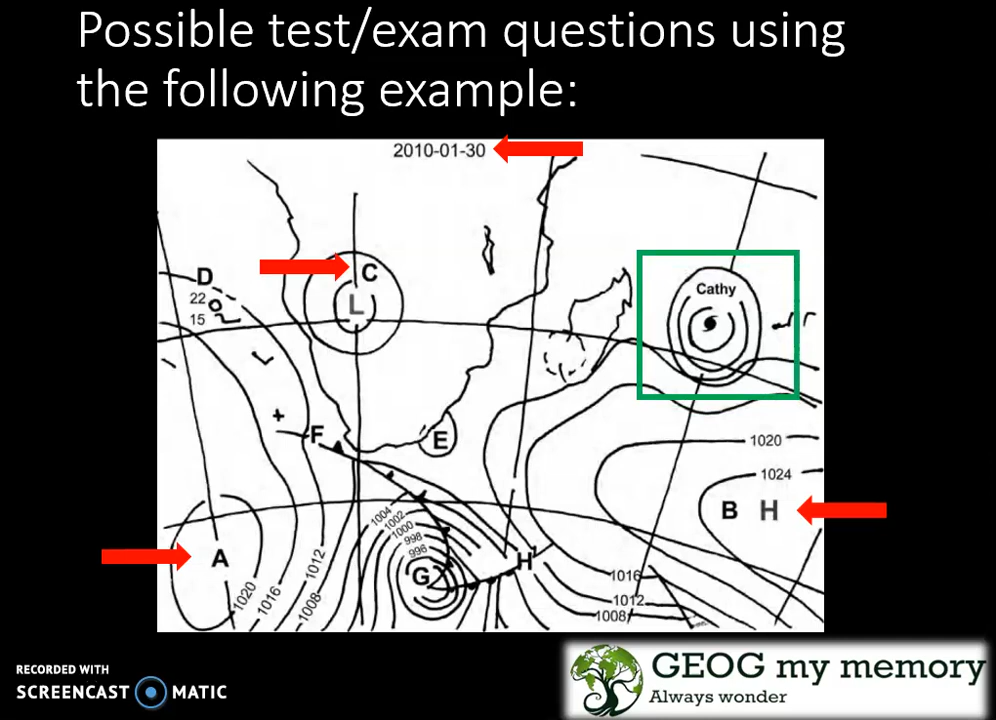 Possible test/exam questions using
the following example:
2010-01-30
C
L
D
22
15
Cathy
F
E
1020
1024
B H
A
1004
1002
1000
998
996
G
H
1020
1016
1012
1008
1016
1012
1008
RECORDED WITH
SCREENCAST MATIC
GEOG my memory
Always wonder